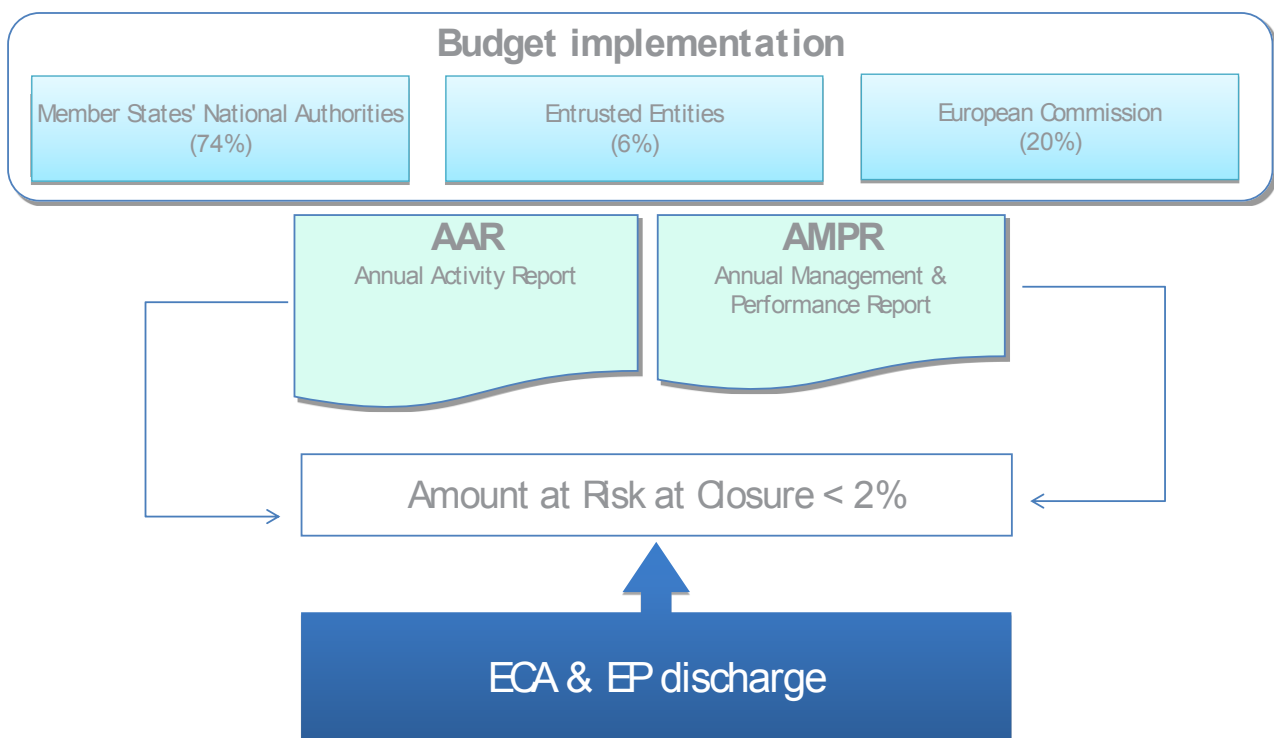 Budget implementation
Member States' National Authorities
(74%)
Entrusted Entities
(6%)
European Commission
(20%)
AAR
Annual Activity Report
AMPR
Annual Management &
Performance Report
Amount at Risk at Closure < 2%
ECA & EP discharge